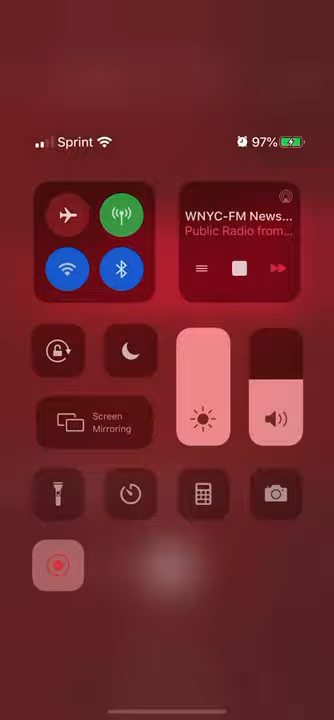 Sprint
97%
WNYC-FM News...
Public Radio from...
Screen
Mirroring